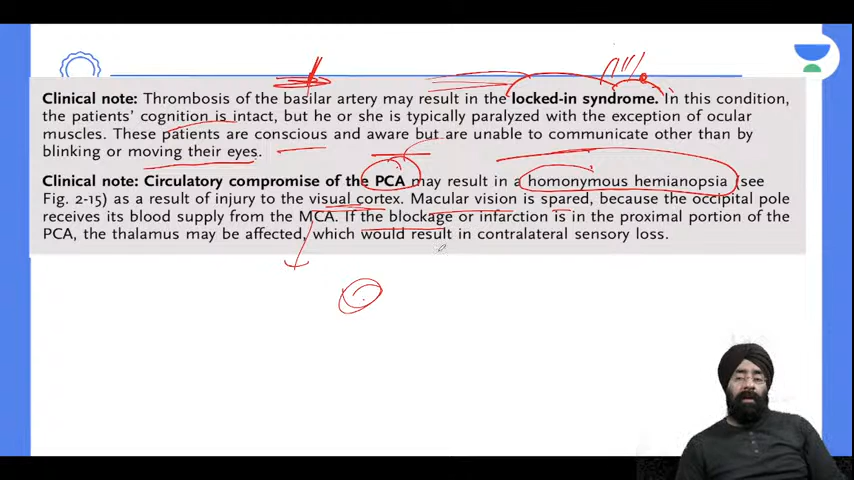 Clinical note: Thrombosis of the basilar artery may result in the locked-in syndrome. In this condition,
the patients' cognition is intact, but he or she is typically paralyzed with the exception of ocular
muscles. These patients are conscious and aware but are unable to communicate other than by
blinking or moving their eyes.
Clinical note: Circulatory compromise of the PCA may result in a homonymous hemianopsia (see
Fig. 2-15) as a result of injury to the visual cortex. Macular vision is spared, because the occipital pole
receives its blood supply from the MCA. If the blockage or infarction is in the proximal portion of the
PCA, the thalamus may be affected, which would result in contralateral sensory loss.